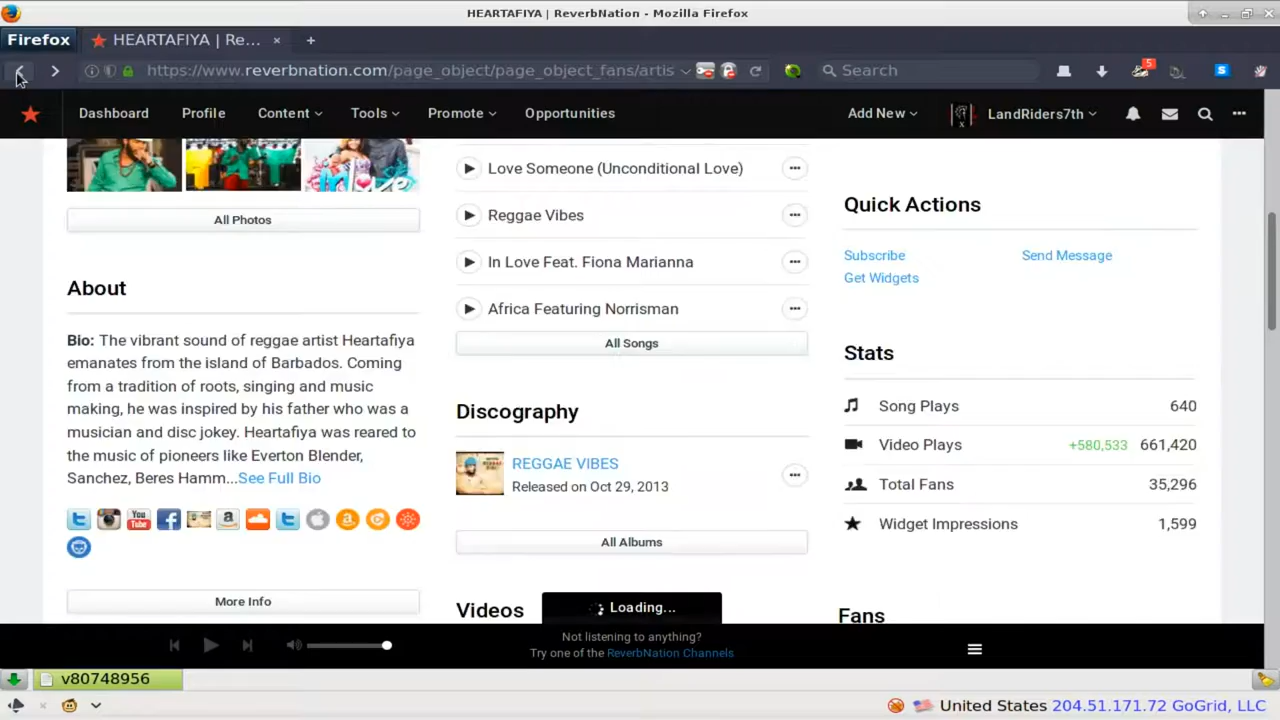 HEARTAFIYA | ReverbNation - Mozilla Firefox
Firefox
HEARTAFIYA | Re...
https://www.reverbnation.com/page_object/page_object_fans/artis
Search
5
Dashboard
Profile
Content
Tools
Promote
Opportunities
Add New
LandRiders7th
All Photos
About
Bio: The vibrant sound of reggae artist Heartafiya
emanates from the island of Barbados. Coming
from a tradition of roots, singing and music
making, he was inspired by his father who was a
musician and disc jokey. Heartafiya was reared to
the music of pioneers like Everton Blender,
Sanchez, Beres Hamm...See Full Bio
More Info
Love Someone (Unconditional Love)
Reggae Vibes
In Love Feat. Fiona Marianna
Africa Featuring Norrisman
All Songs
Discography
REGGAE VIBES
Released on Oct 29, 2013
All Albums
Videos
Loading...
Quick Actions
Subscribe
Send Message
Get Widgets
Stats
Song Plays 640
Video Plays +580,533 661,420
Total Fans 35,296
Widget Impressions 1,599
Fans
Not listening to anything?
Try one of the ReverbNation Channels
v80748956
United States 204.51.171.72 GoGrid, LLC